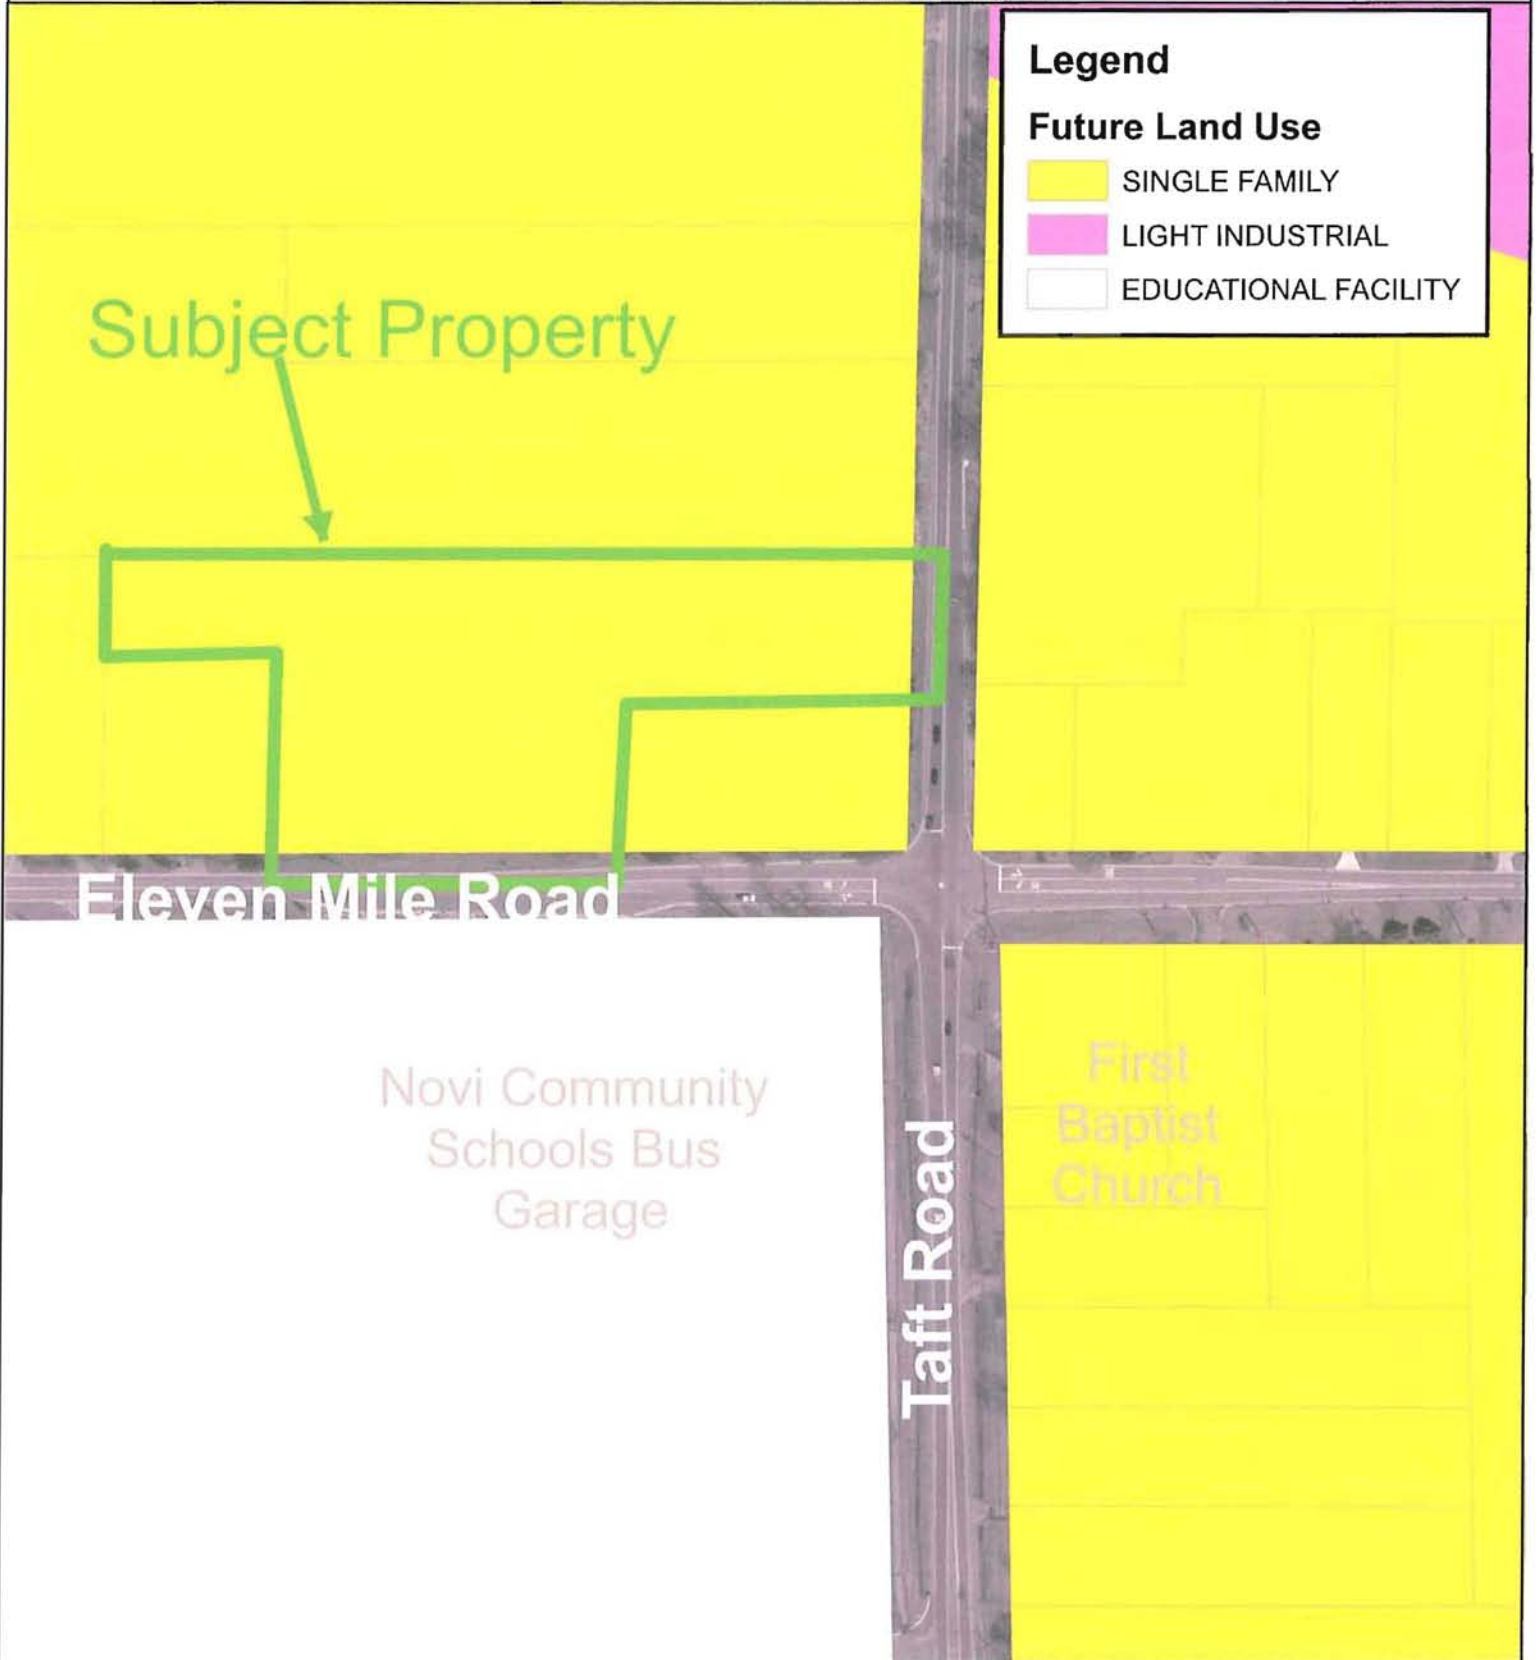 Legend
Future Land Use
SINGLE FAMILY
LIGHT INDUSTRIAL
EDUCATIONAL FACILITY
Subject Property
Eleven Mile Road
Novi Community
Schools Bus
Garage
First
Baptist
Church
Taft Road